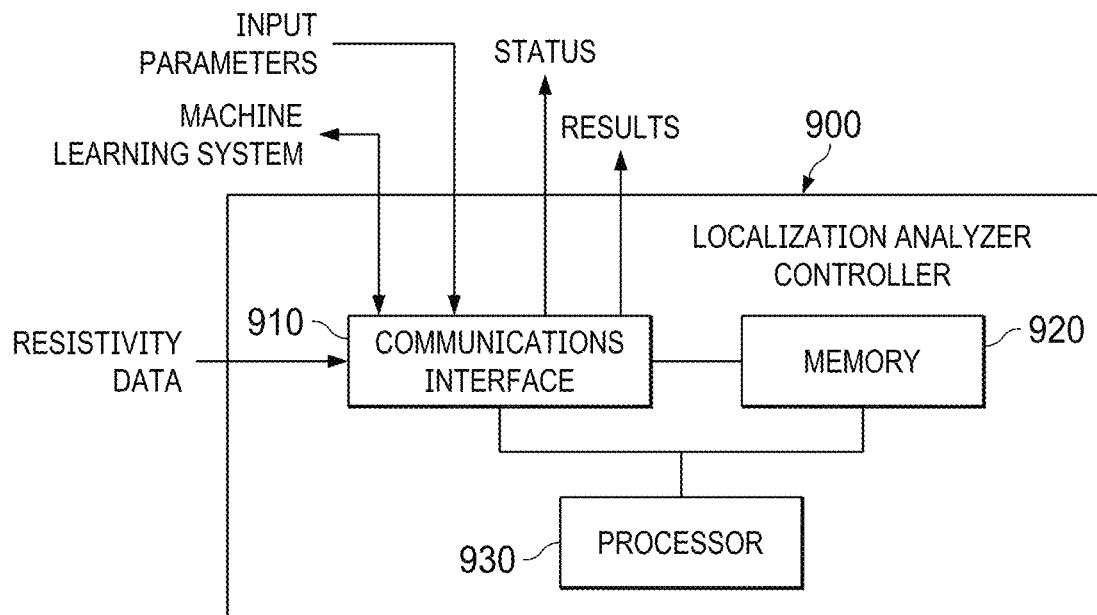 INPUT
PARAMETERS
STATUS
MACHINE
LEARNING SYSTEM
RESULTS
900
LOCALIZATION ANALYZER
CONTROLLER
910
COMMUNICATIONS
INTERFACE
RESISTIVITY
DATA
MEMORY
920
PROCESSOR
930